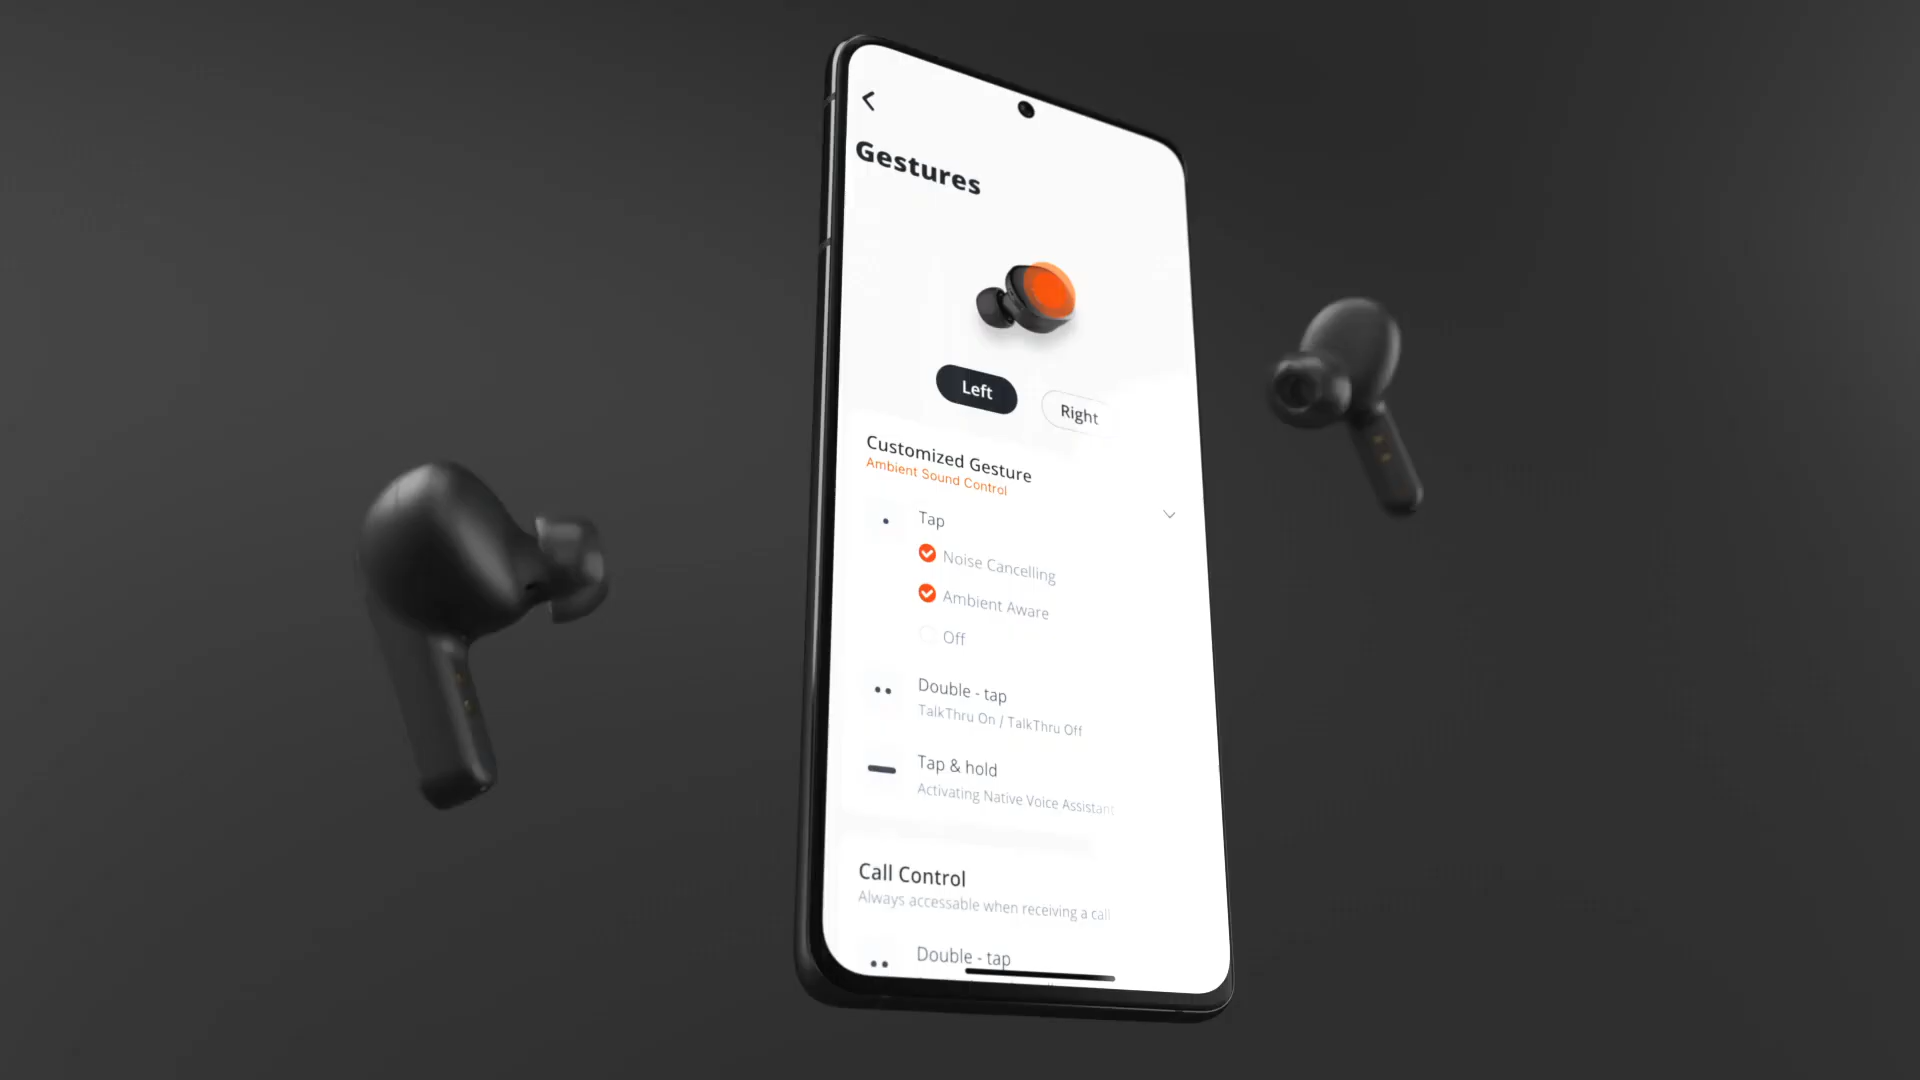 Gestures
Left
Right
Customized Gesture
Ambient Sound Control
Tap
Noise Cancelling
Ambient Aware
Off
Double - tap
TalkThru On / TalkThru Off
Tap & hold
Activating Native Voice Assistant
Call Control
Always accessable when receiving a call
Double - tap